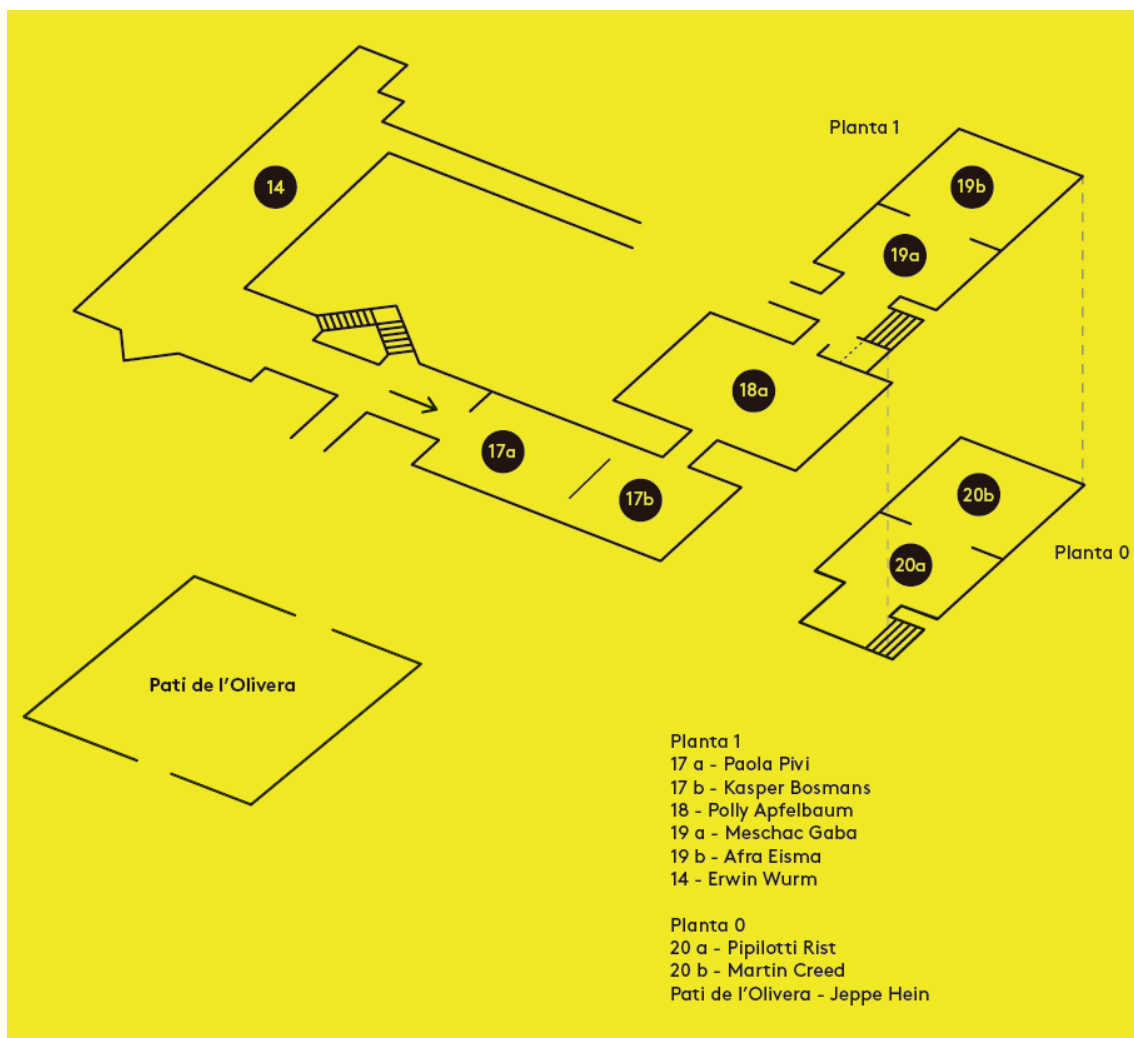 Planta 1
14
19b
19a
18a
17a
17b
20b
Planta 0
20a
Pati de l'Olivera
Planta 1
17 a - Paola Pivi
17 b - Kasper Bosmans
18 - Polly Apfelbaum
19 a - Meschac Gaba
19 b - Afra Eisma
14 - Erwin Wurm
Planta 0
20 a - Pipilotti Rist
20 b - Martin Creed
Pati de l'Olivera - Jeppe Hein